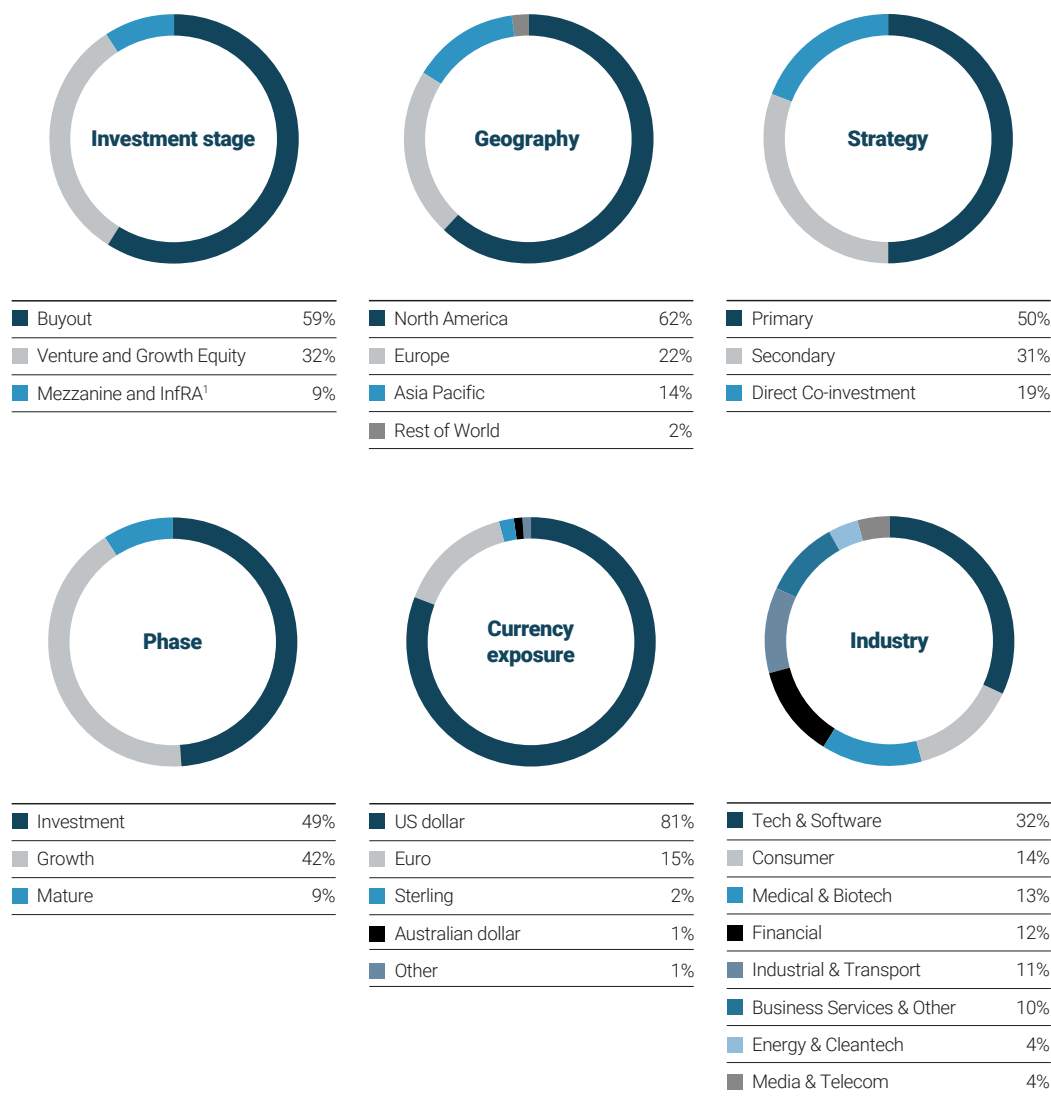 Investment stage
Buyout 59%
Venture and Growth Equity 32%
Mezzanine and InfRA¹ 9%
Geography
North America 62%
Europe 22%
Asia Pacific 14%
Rest of World 2%
Strategy
Primary 50%
Secondary 31%
Direct Co-investment 19%
Phase
Investment 49%
Growth 42%
Mature 9%
Currency
exposure
US dollar 81%
Euro 15%
Sterling 2%
Australian dollar 1%
Other 1%
Industry
Tech & Software 32%
Consumer 14%
Medical & Biotech 13%
Financial 12%
Industrial & Transport 11%
Business Services & Other 10%
Energy & Cleantech 4%
Media & Telecom 4%